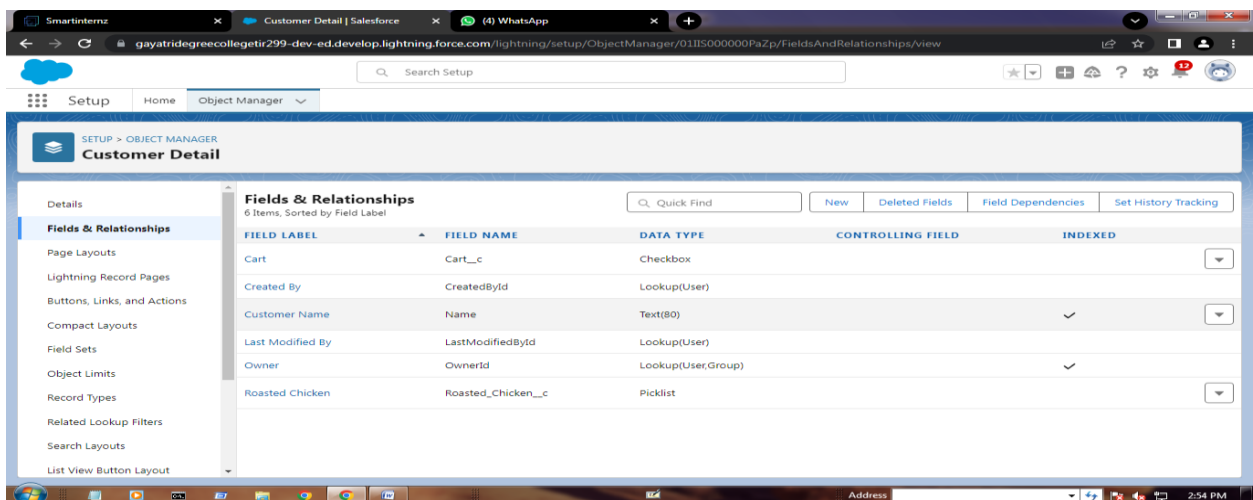 Smartinternz
Customer Detail | Salesforce
(4) WhatsApp
gayatridegreecollegetir299-dev-ed.develop.lightning.force.com/lightning/setup/ObjectManager/01IIS000000PaZp/FieldsAndRelationships/view
Search Setup
12
Setup Home Object Manager
SETUP > OBJECT MANAGER
Customer Detail
Details
Fields & Relationships
Page Layouts
Lightning Record Pages
Buttons, Links, and Actions
Compact Layouts
Field Sets
Object Limits
Record Types
Related Lookup Filters
Search Layouts
List View Button Layout
Fields & Relationships
6 Items, Sorted by Field Label
Quick Find New Deleted Fields Field Dependencies Set History Tracking
FIELD LABEL FIELD NAME DATA TYPE CONTROLLING FIELD INDEXED
Cart Cart__c Checkbox
Created By CreatedById Lookup(User)
Customer Name Name Text(80)
Last Modified By LastModifiedById Lookup(User)
Owner OwnerId Lookup(User,Group)
Roasted Chicken Roasted_Chicken__c Picklist
Address 2:54 PM